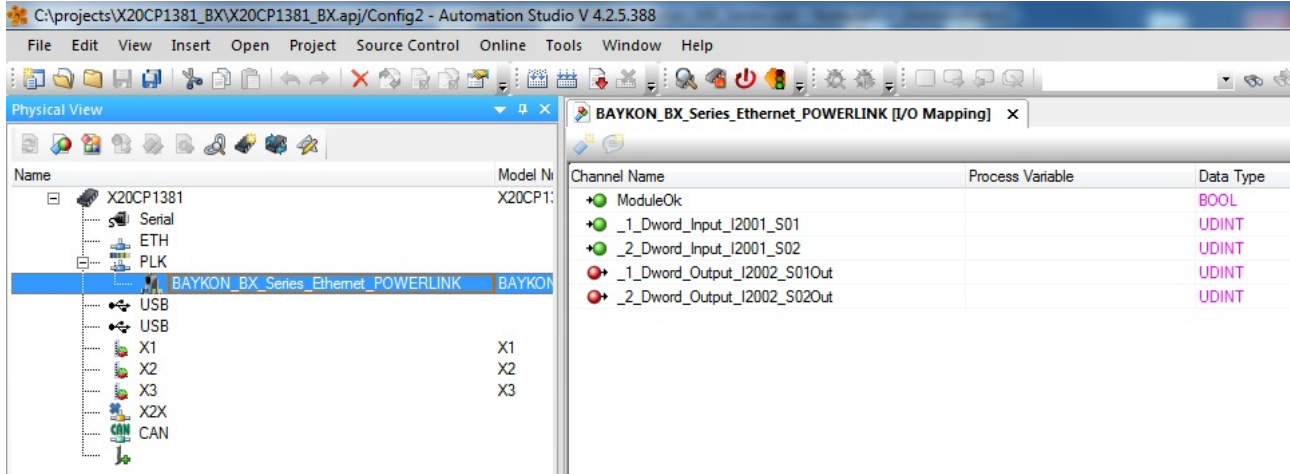 C:\projects\X20CP1381_BX\X20CP1381_BX.apj/Config2 - Automation Studio V 4.2.5.388
File Edit View Insert Open Project Source Control Online Tools Window Help
Physical View
BAYKON_BX_Series_Ethernet_POWERLINK [I/O Mapping]
Name Model N
Channel Name Process Variable Data Type
X20CP1381 X20CP1
ModuleOk BOOL
Serial
_1_Dword_Input_I2001_S01 UDINT
ETH
_2_Dword_Input_I2001_S02 UDINT
PLK
_1_Dword_Output_I2002_S01Out UDINT
BAYKON_BX_Series_Ethernet_POWERLINK BAYKON
_2_Dword_Output_I2002_S02Out UDINT
USB
USB
X1 X1
X2 X2
X3 X3
X2X
CAN